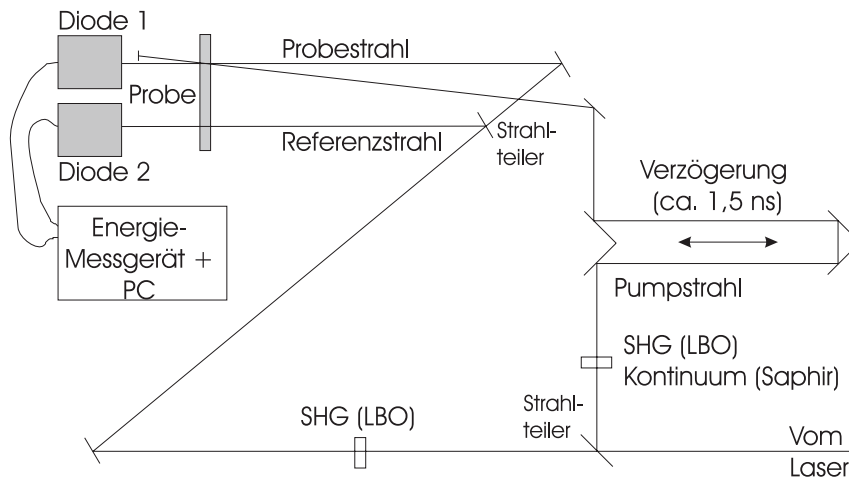 Diode 1
Probestrahl
Probe
Referenzstrahl
Strahl-
teiler
Diode 2
Verzögerung
(ca. 1,5 ns)
Energie-
Messgerät +
PC
Pumpstrahl
SHG (LBO)
Kontinuum (Saphir)
SHG (LBO)
Strahl-
teiler
Vom
Laser